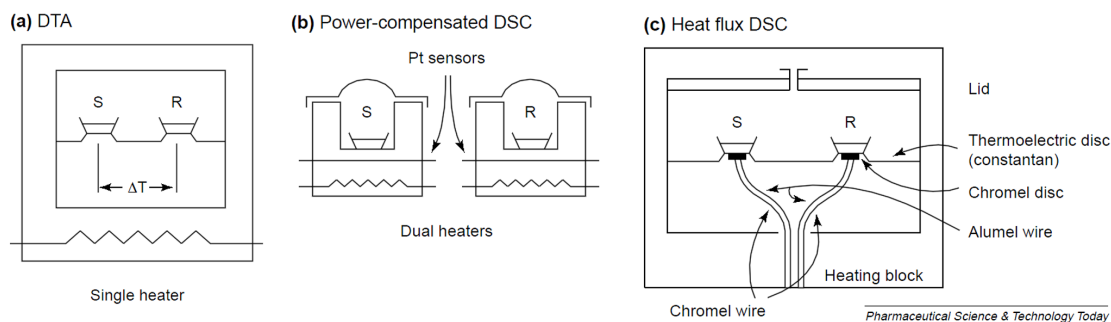 (a) DTA
S R
ΔT
Single heater
(b) Power-compensated DSC
Pt sensors
S R
Dual heaters
(c) Heat flux DSC
Lid
S R
Thermoelectric disc
(constantan)
Chromel disc
Alumel wire
Heating block
Chromel wire
Pharmaceutical Science & Technology Today